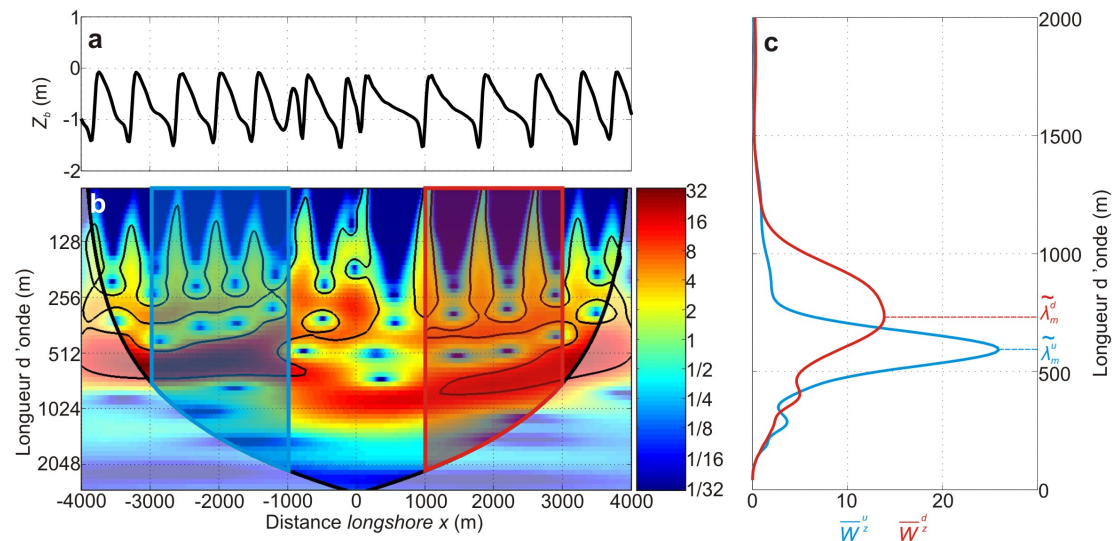 a
1
0
-1
-2
Z_b (m)
b
128
256
512
1024
2048
Longueur d 'onde (m)
-4000 -3000 -2000 -1000 0 1000 2000 3000 4000
Distance longshore x (m)
32
16
8
4
2
1
1/2
1/4
1/8
1/16
1/32
c
2000
1500
1000
500
0
Longueur d 'onde (m)
λ̃_m^d
λ̃_m^u
0 10 20
W̅_z^u W̅_z^d